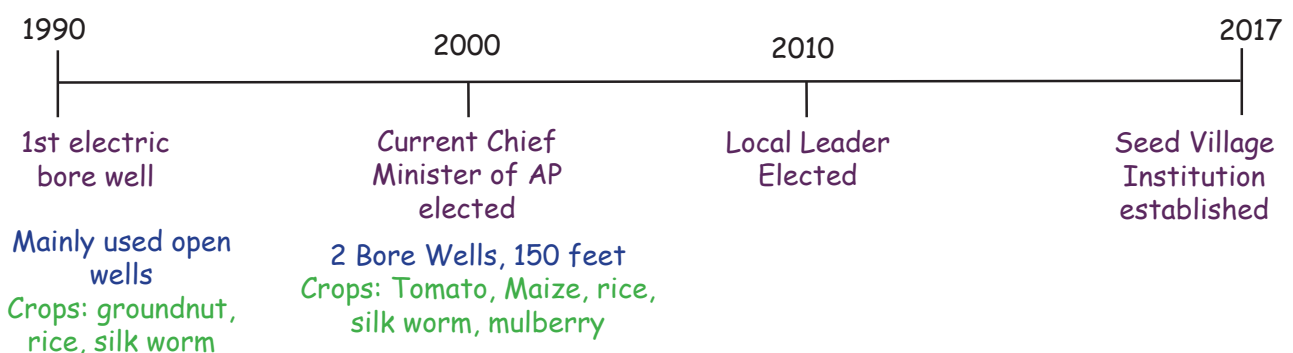 1990
2000
2010
2017
1st electric
bore well
Mainly used open
wells
Crops: groundnut,
rice, silk worm
Current Chief
Minister of AP
elected
2 Bore Wells, 150 feet
Crops: Tomato, Maize, rice,
silk worm, mulberry
Local Leader
Elected
Seed Village
Institution
established